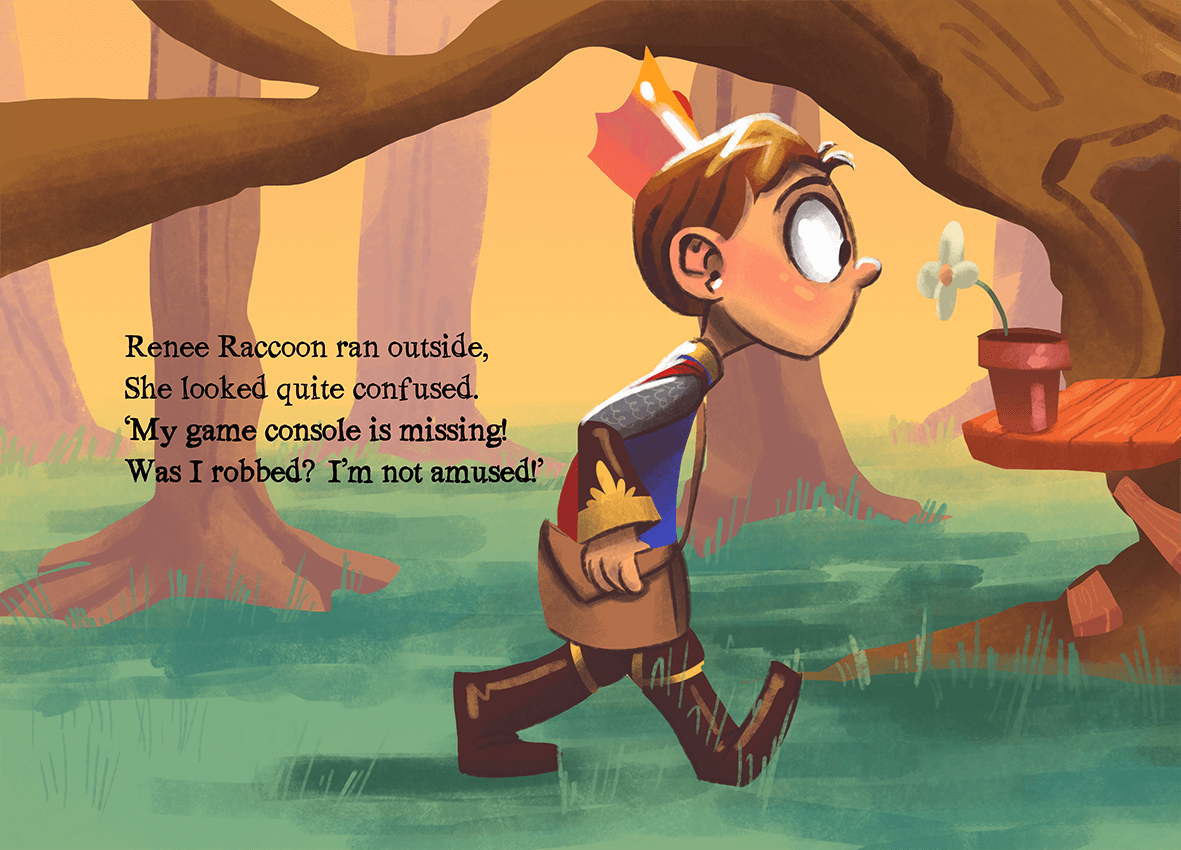 Renee Raccoon ran outside,
She looked quite confused.
‘My game console is missing!
Was I robbed?  I’m not amused!’